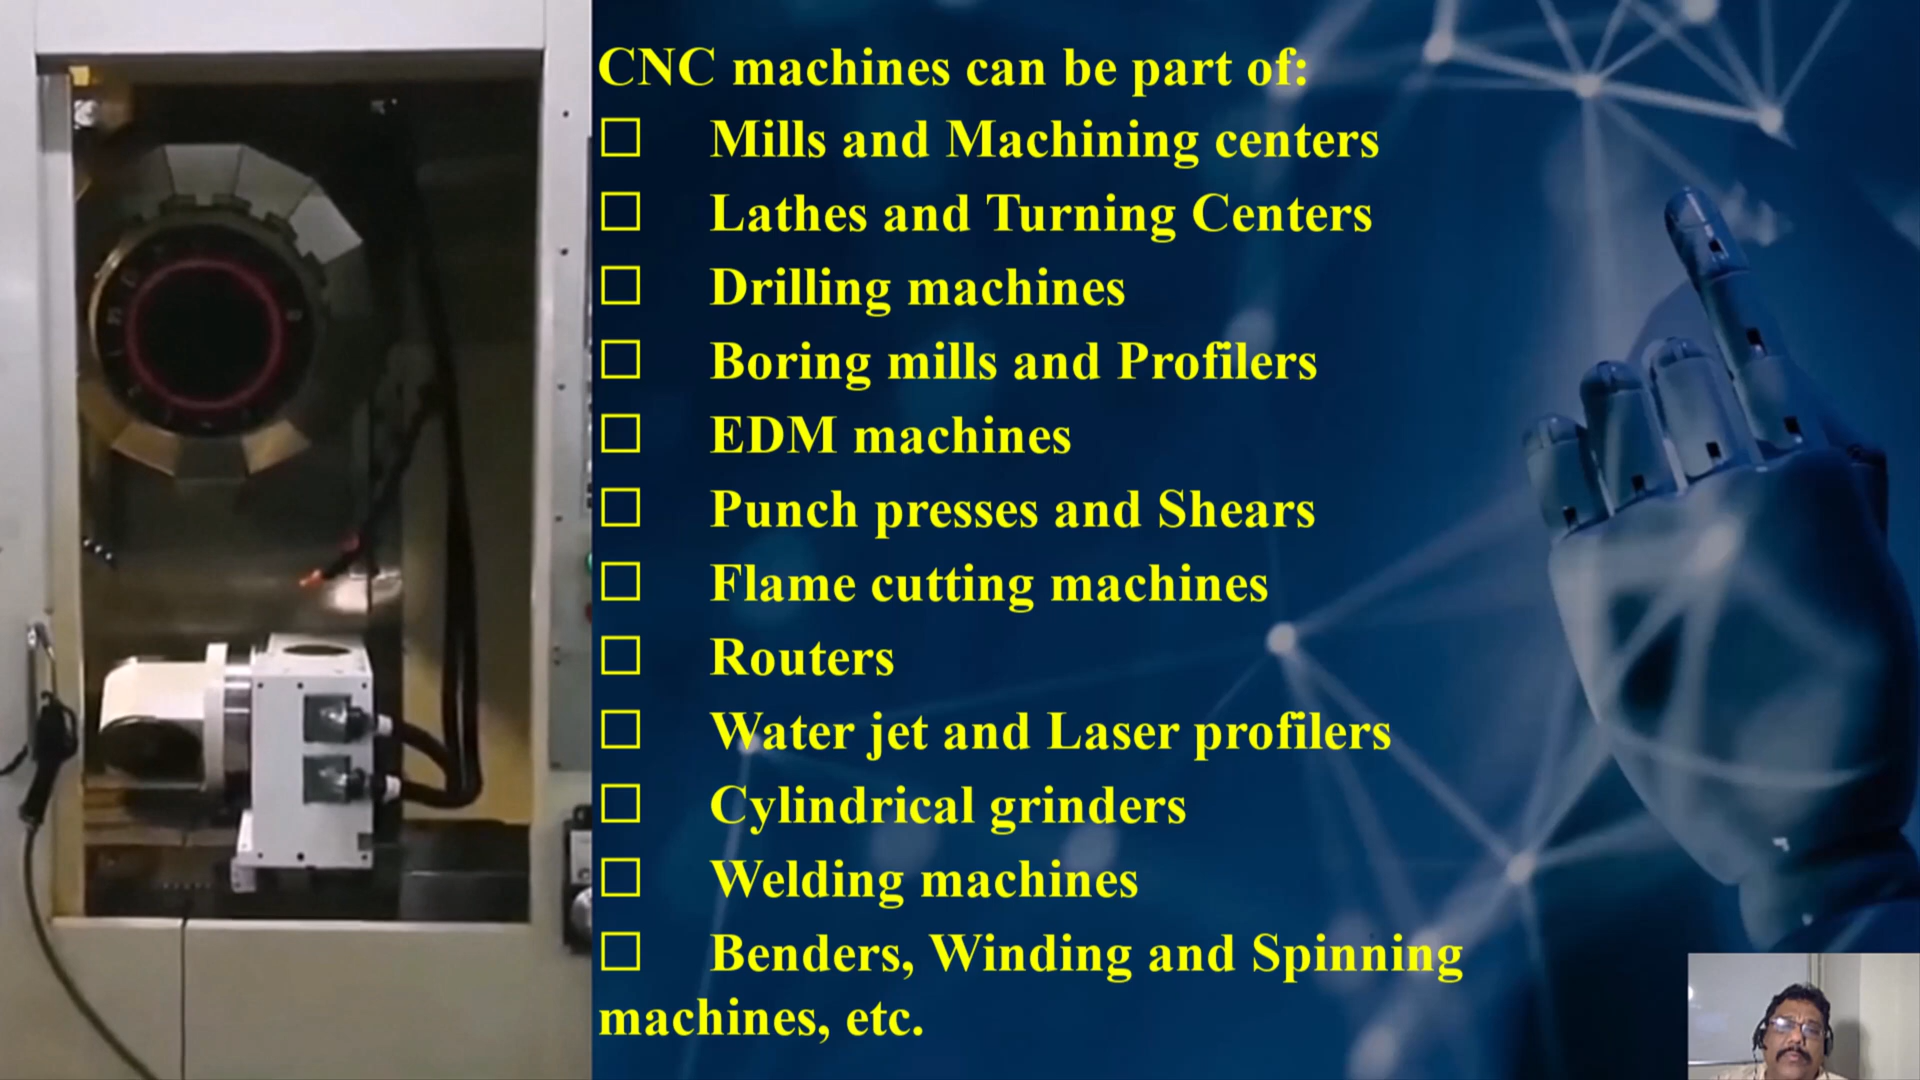 CNC machines can be part of:
☐ Mills and Machining centers
☐ Lathes and Turning Centers
☐ Drilling machines
☐ Boring mills and Profilers
☐ EDM machines
☐ Punch presses and Shears
☐ Flame cutting machines
☐ Routers
☐ Water jet and Laser profilers
☐ Cylindrical grinders
☐ Welding machines
☐ Benders, Winding and Spinning
machines, etc.